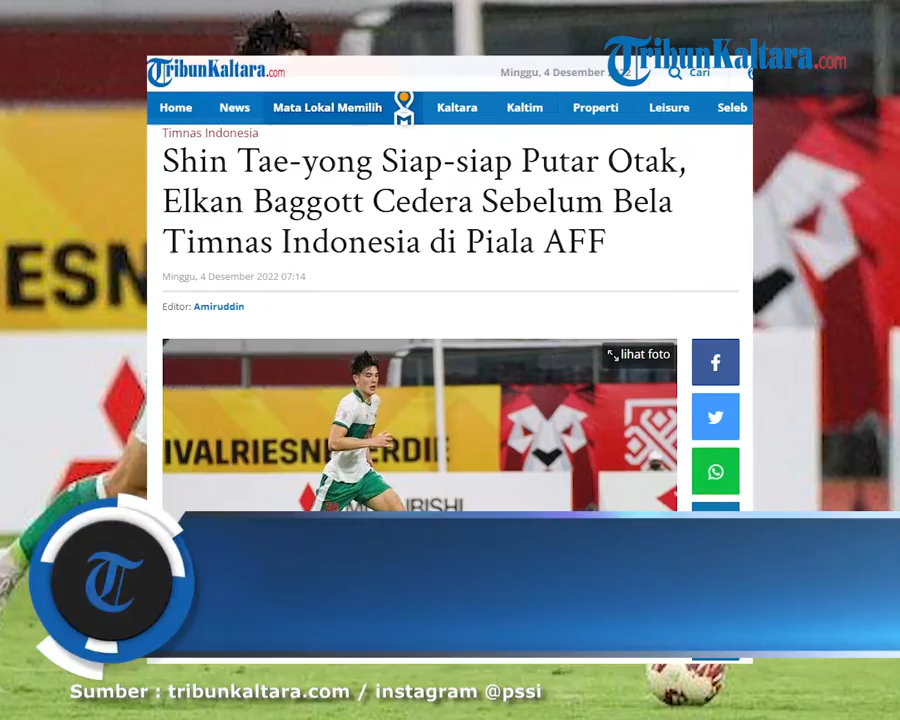 TribunKaltara.com
TribunKaltara.com
Minggu, 4 Desember
Cari
Home News Mata Lokal Memilih Kaltara Kaltim Properti Leisure Seleb
Timnas Indonesia
Shin Tae-yong Siap-siap Putar Otak,
Elkan Baggott Cedera Sebelum Bela
Timnas Indonesia di Piala AFF
Minggu, 4 Desember 2022 07:14
Editor: Amiruddin
lihat foto
ESN
Sumber : tribunkaltara.com / instagram @pssi